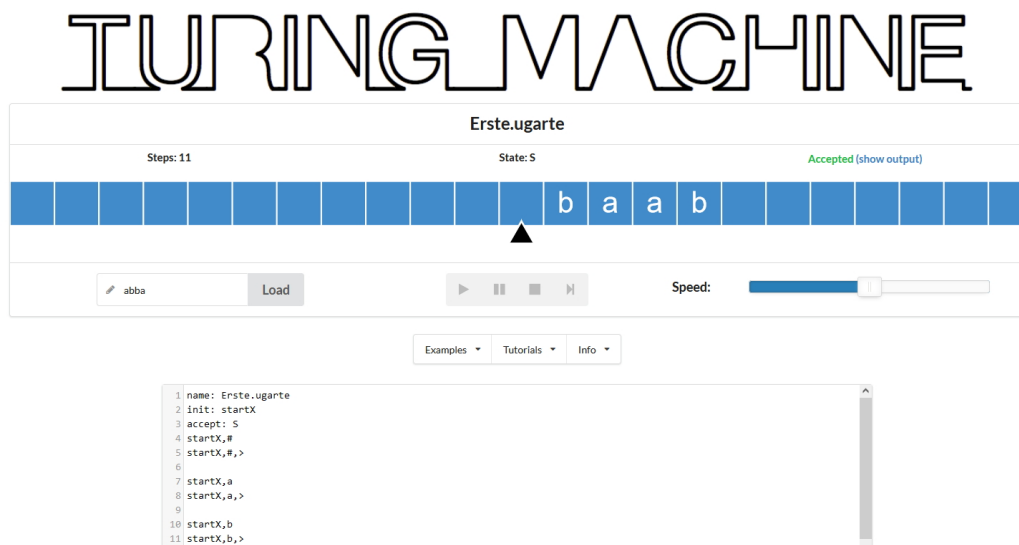 TURING MACHINE
Erste.ugarte
Steps: 11 State: S Accepted (show output)
b a a b
abba Load Speed:
Examples Tutorials Info
1 name: Erste.ugarte
2 init: startX
3 accept: S
4 startX,#
5 startX,#,>
6
7 startX,a
8 startX,a,>
9
10 startX,b
11 startX,b,>